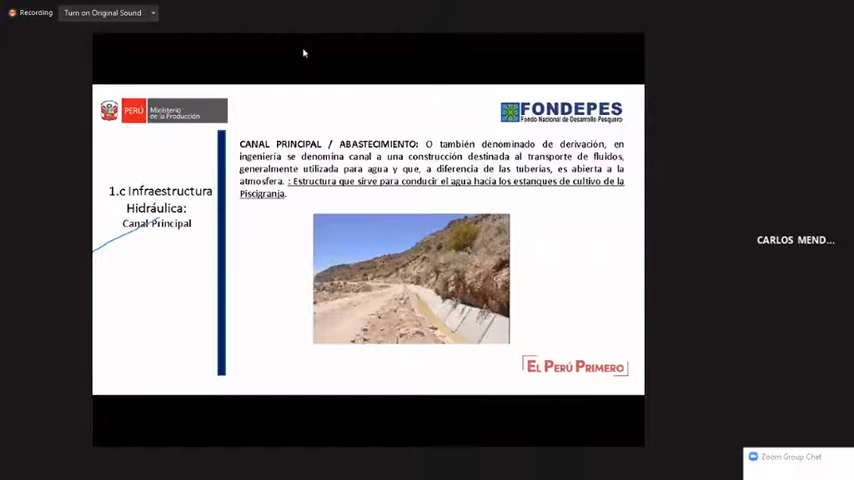 Recording
Turn on Original Sound
PERÚ
Ministerio
de la Producción
FONDEPES
Fondo Nacional de Desarrollo Pesquero
CANAL PRINCIPAL / ABASTECIMIENTO: O también denominado de derivación, en
ingeniería se denomina canal a una construcción destinada al transporte de fluidos,
generalmente utilizada para agua y que, a diferencia de las tuberías, es abierta a la
atmosfera. : Estructura que sirve para conducir el agua hacia los estanques de cultivo de la
Piscigranja.
1.c Infraestructura
Hidráulica:
Canal Principal
EL PERÚ PRIMERO
CARLOS MEND...
Zoom Group Chat